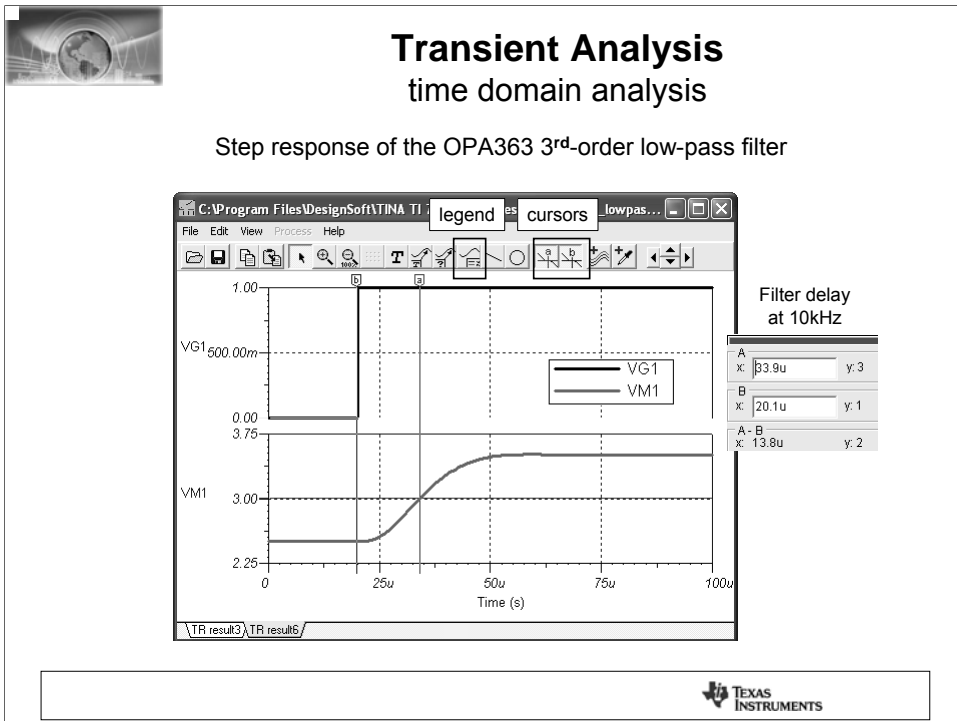 Transient Analysis
time domain analysis
Step response of the OPA363 3rd-order low-pass filter
C:\Program Files\DesignSoft\TINA TI 7 es _lowpas...
legend
cursors
File Edit View Process Help
100%
T
b
a
1.00
VG1
500.00m
0.00
VG1
VM1
3.75
VM1
3.00
2.25
0
25u
50u
75u
100u
Time (s)
TR result3
TR result6
Filter delay
at 10kHz
A
x: 33.9u y: 3
B
x: 20.1u y: 1
A - B
x: 13.8u y: 2
TEXAS
INSTRUMENTS